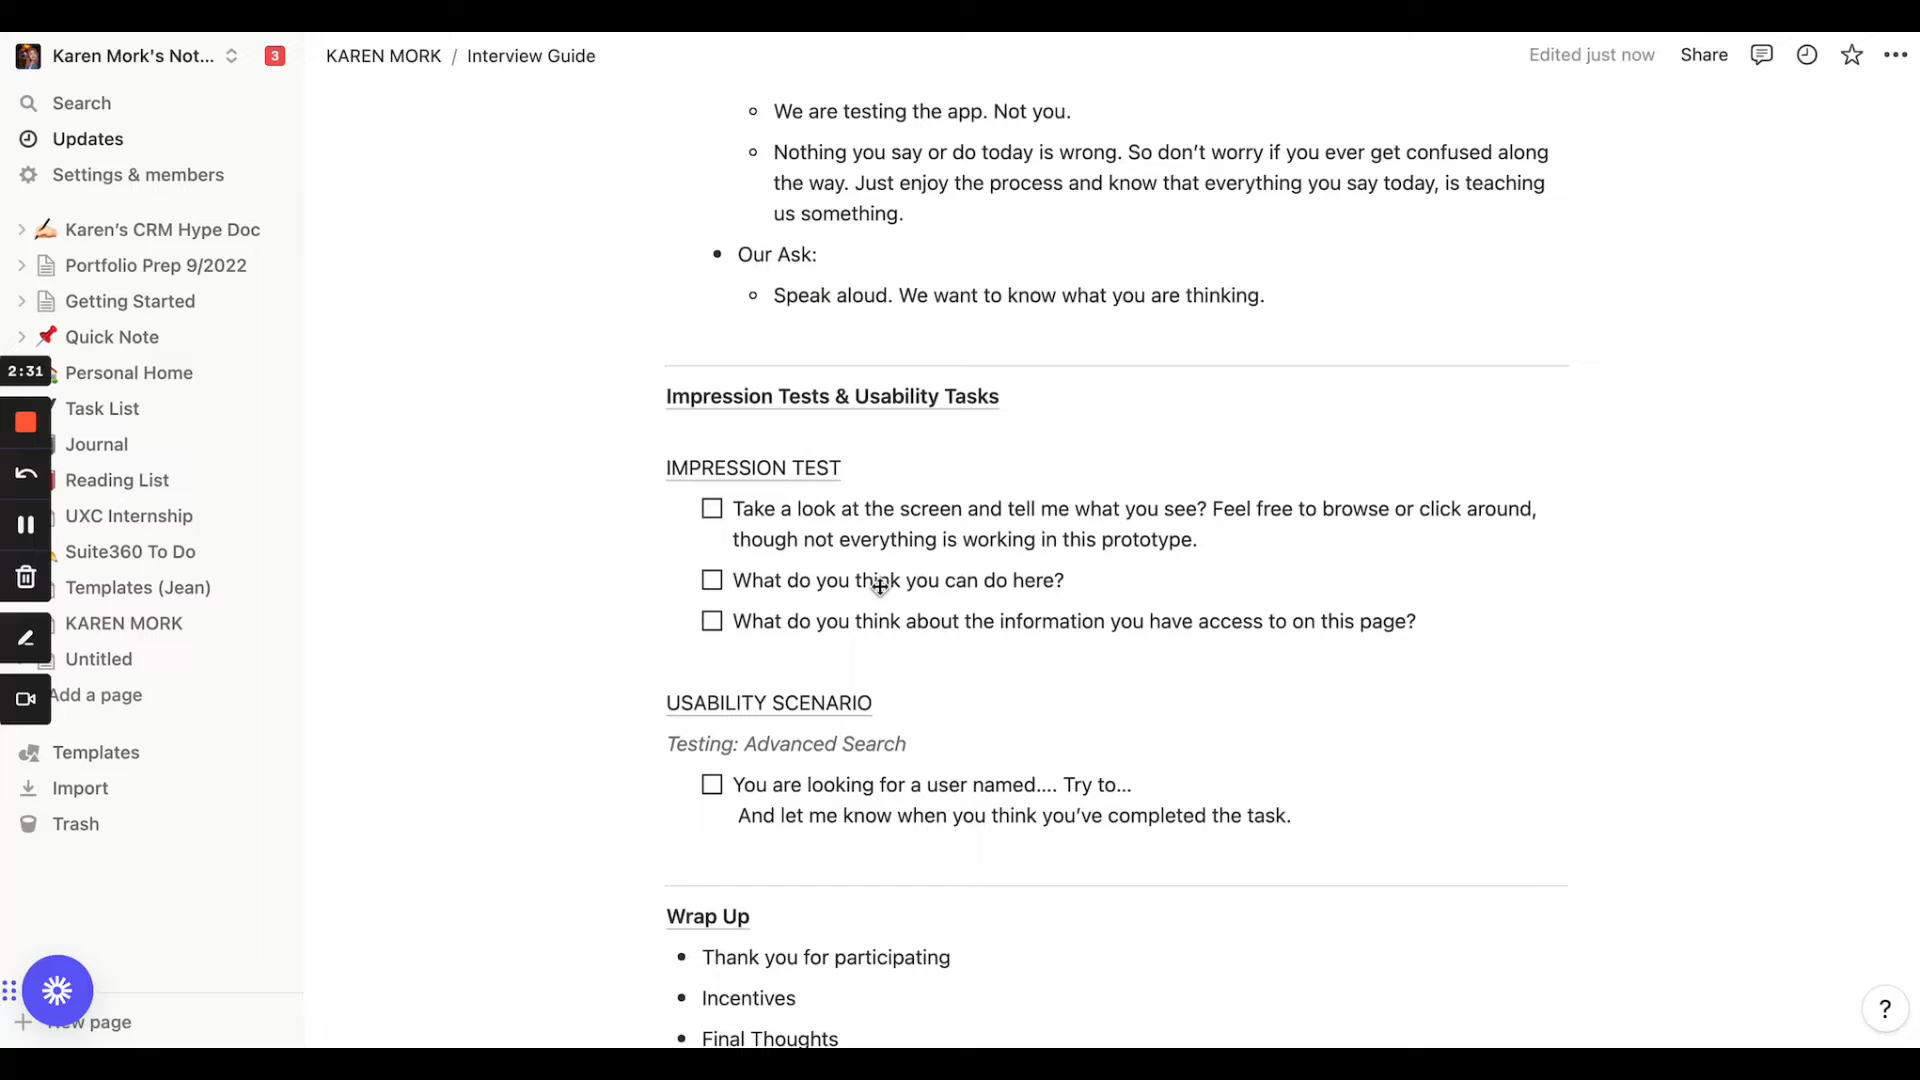 Karen Mork's Not...
3
KAREN MORK / Interview Guide
Edited just now
Share
Search
Updates
Settings & members
Karen's CRM Hype Doc
Portfolio Prep 9/2022
Getting Started
Quick Note
2:31
Personal Home
Task List
Journal
Reading List
UXC Internship
Suite360 To Do
Templates (Jean)
KAREN MORK
Untitled
Add a page
Templates
Import
Trash
New page
We are testing the app. Not you.
Nothing you say or do today is wrong. So don't worry if you ever get confused along
the way. Just enjoy the process and know that everything you say today, is teaching
us something.
Our Ask:
Speak aloud. We want to know what you are thinking.
Impression Tests & Usability Tasks
IMPRESSION TEST
Take a look at the screen and tell me what you see? Feel free to browse or click around,
though not everything is working in this prototype.
What do you think you can do here?
What do you think about the information you have access to on this page?
USABILITY SCENARIO
Testing: Advanced Search
You are looking for a user named.... Try to...
And let me know when you think you've completed the task.
Wrap Up
Thank you for participating
Incentives
Final Thoughts
?